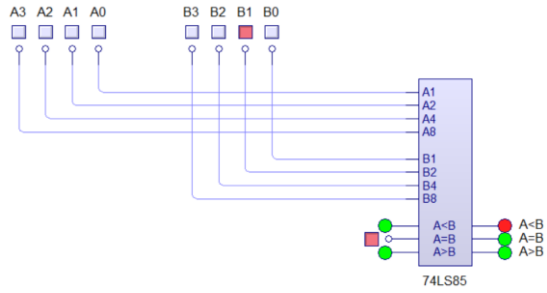 A3 A2 A1 A0 B3 B2 B1 B0
A1
A2
A4
A8
B1
B2
B4
B8
A<B A<B
A=B A=B
A>B A>B
74LS85